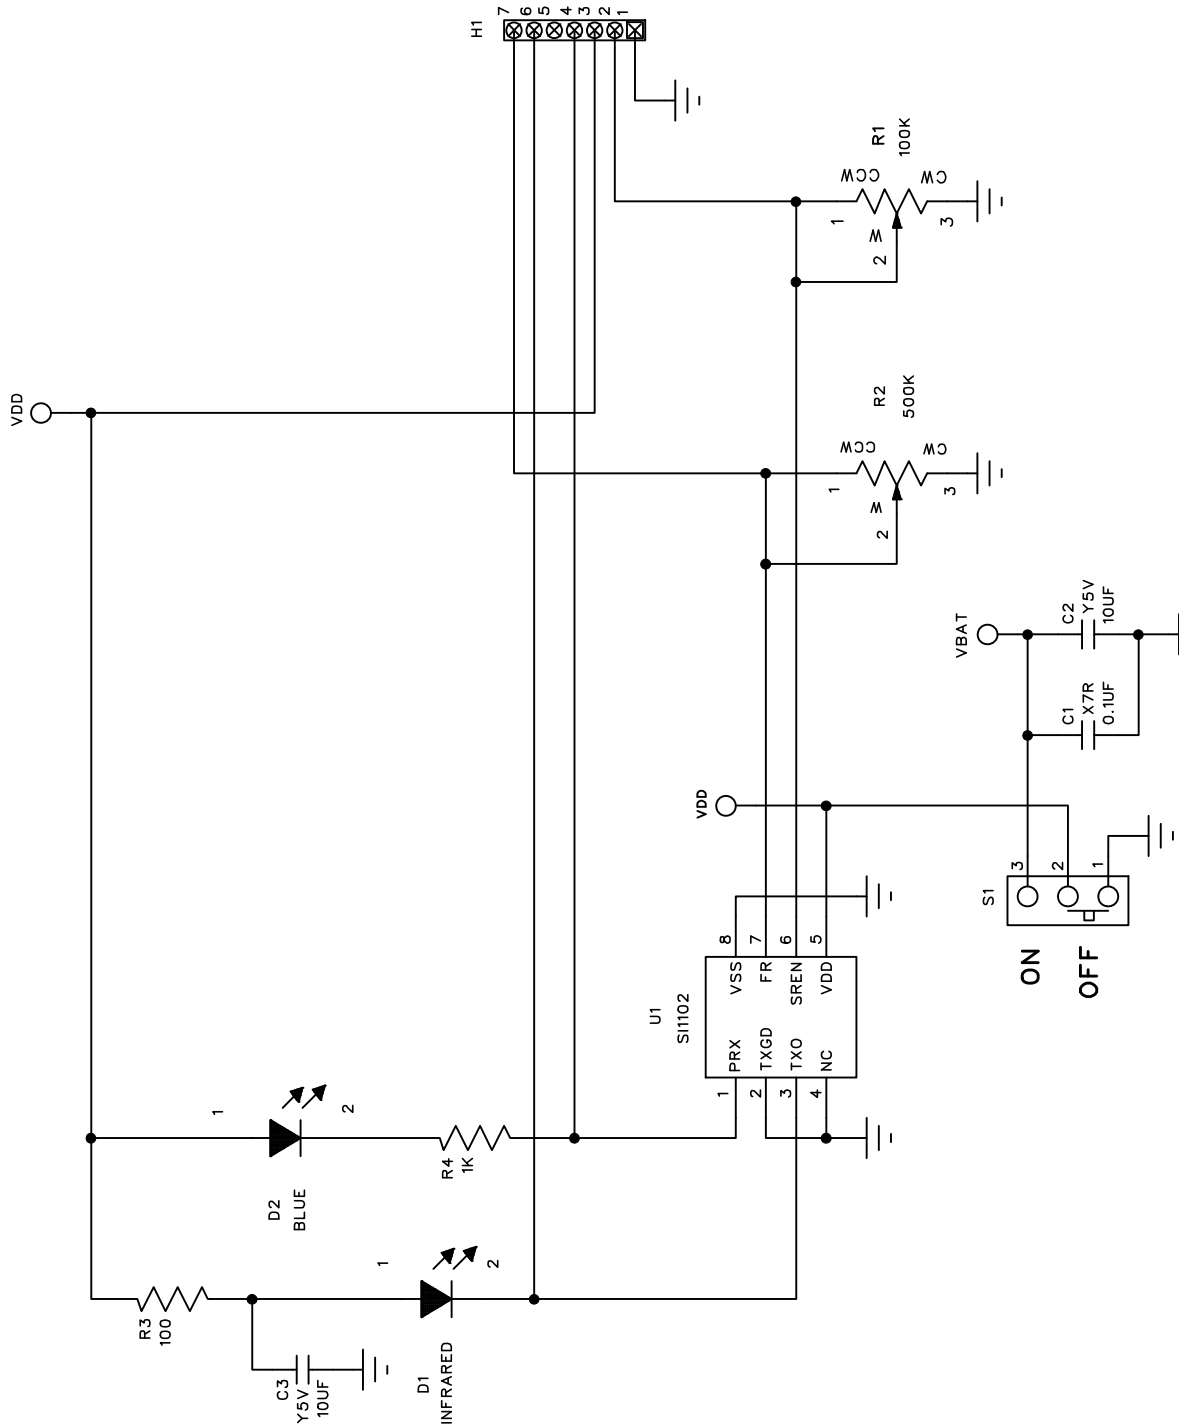 H1
7
6
5
4
3
2
1
VDD
R1
100K
CCW
CW
1
W
2
3
R2
500K
CCW
CW
1
W
2
3
VBAT
C2
Y5V
10UF
C1
X7R
0.1UF
VDD
S1
3
2
1
ON
OFF
U1
SI1102
8
7
6
5
VSS
FR
SREN
VDD
PRX
TXGD
TXO
NC
1
2
3
4
1
2
D2
BLUE
R4
1K
1
2
D1
INFRARED
R3
100
C3
Y5V
10UF